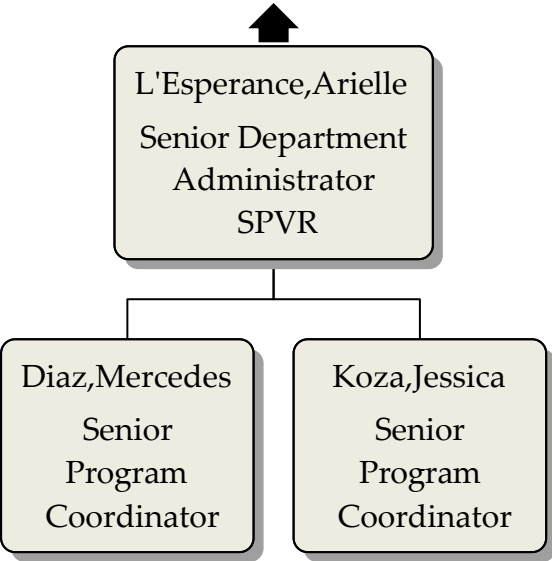 L'Esperance,Arielle
Senior Department
Administrator
SPVR
Diaz,Mercedes
Senior
Program
Coordinator
Koza,Jessica
Senior
Program
Coordinator